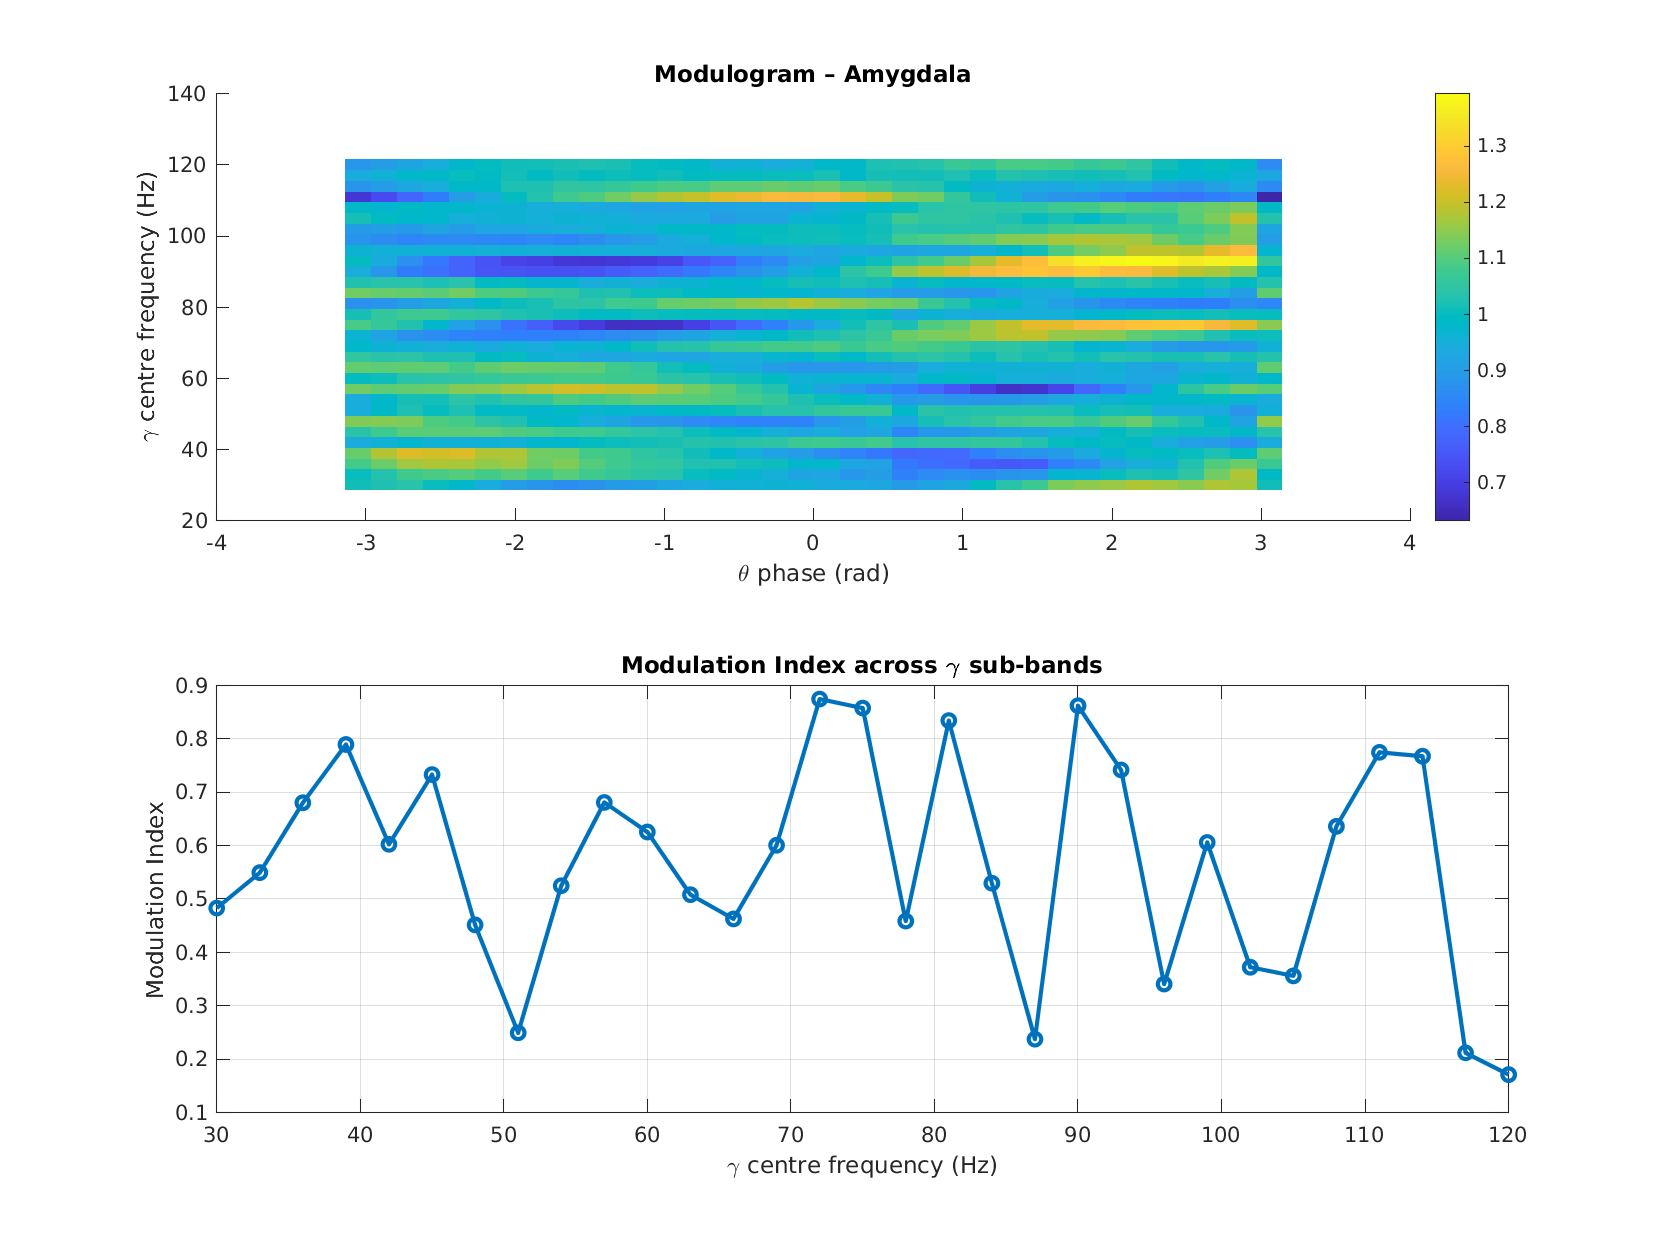 Modulogram – Amygdala
140
120
100
80
60
40
20
γ centre frequency (Hz)
-4 -3 -2 -1 0 1 2 3 4
θ phase (rad)
1.3
1.2
1.1
1
0.9
0.8
0.7
Modulation Index across γ sub-bands
0.9
0.8
0.7
0.6
0.5
0.4
0.3
0.2
0.1
Modulation Index
30 40 50 60 70 80 90 100 110 120
γ centre frequency (Hz)